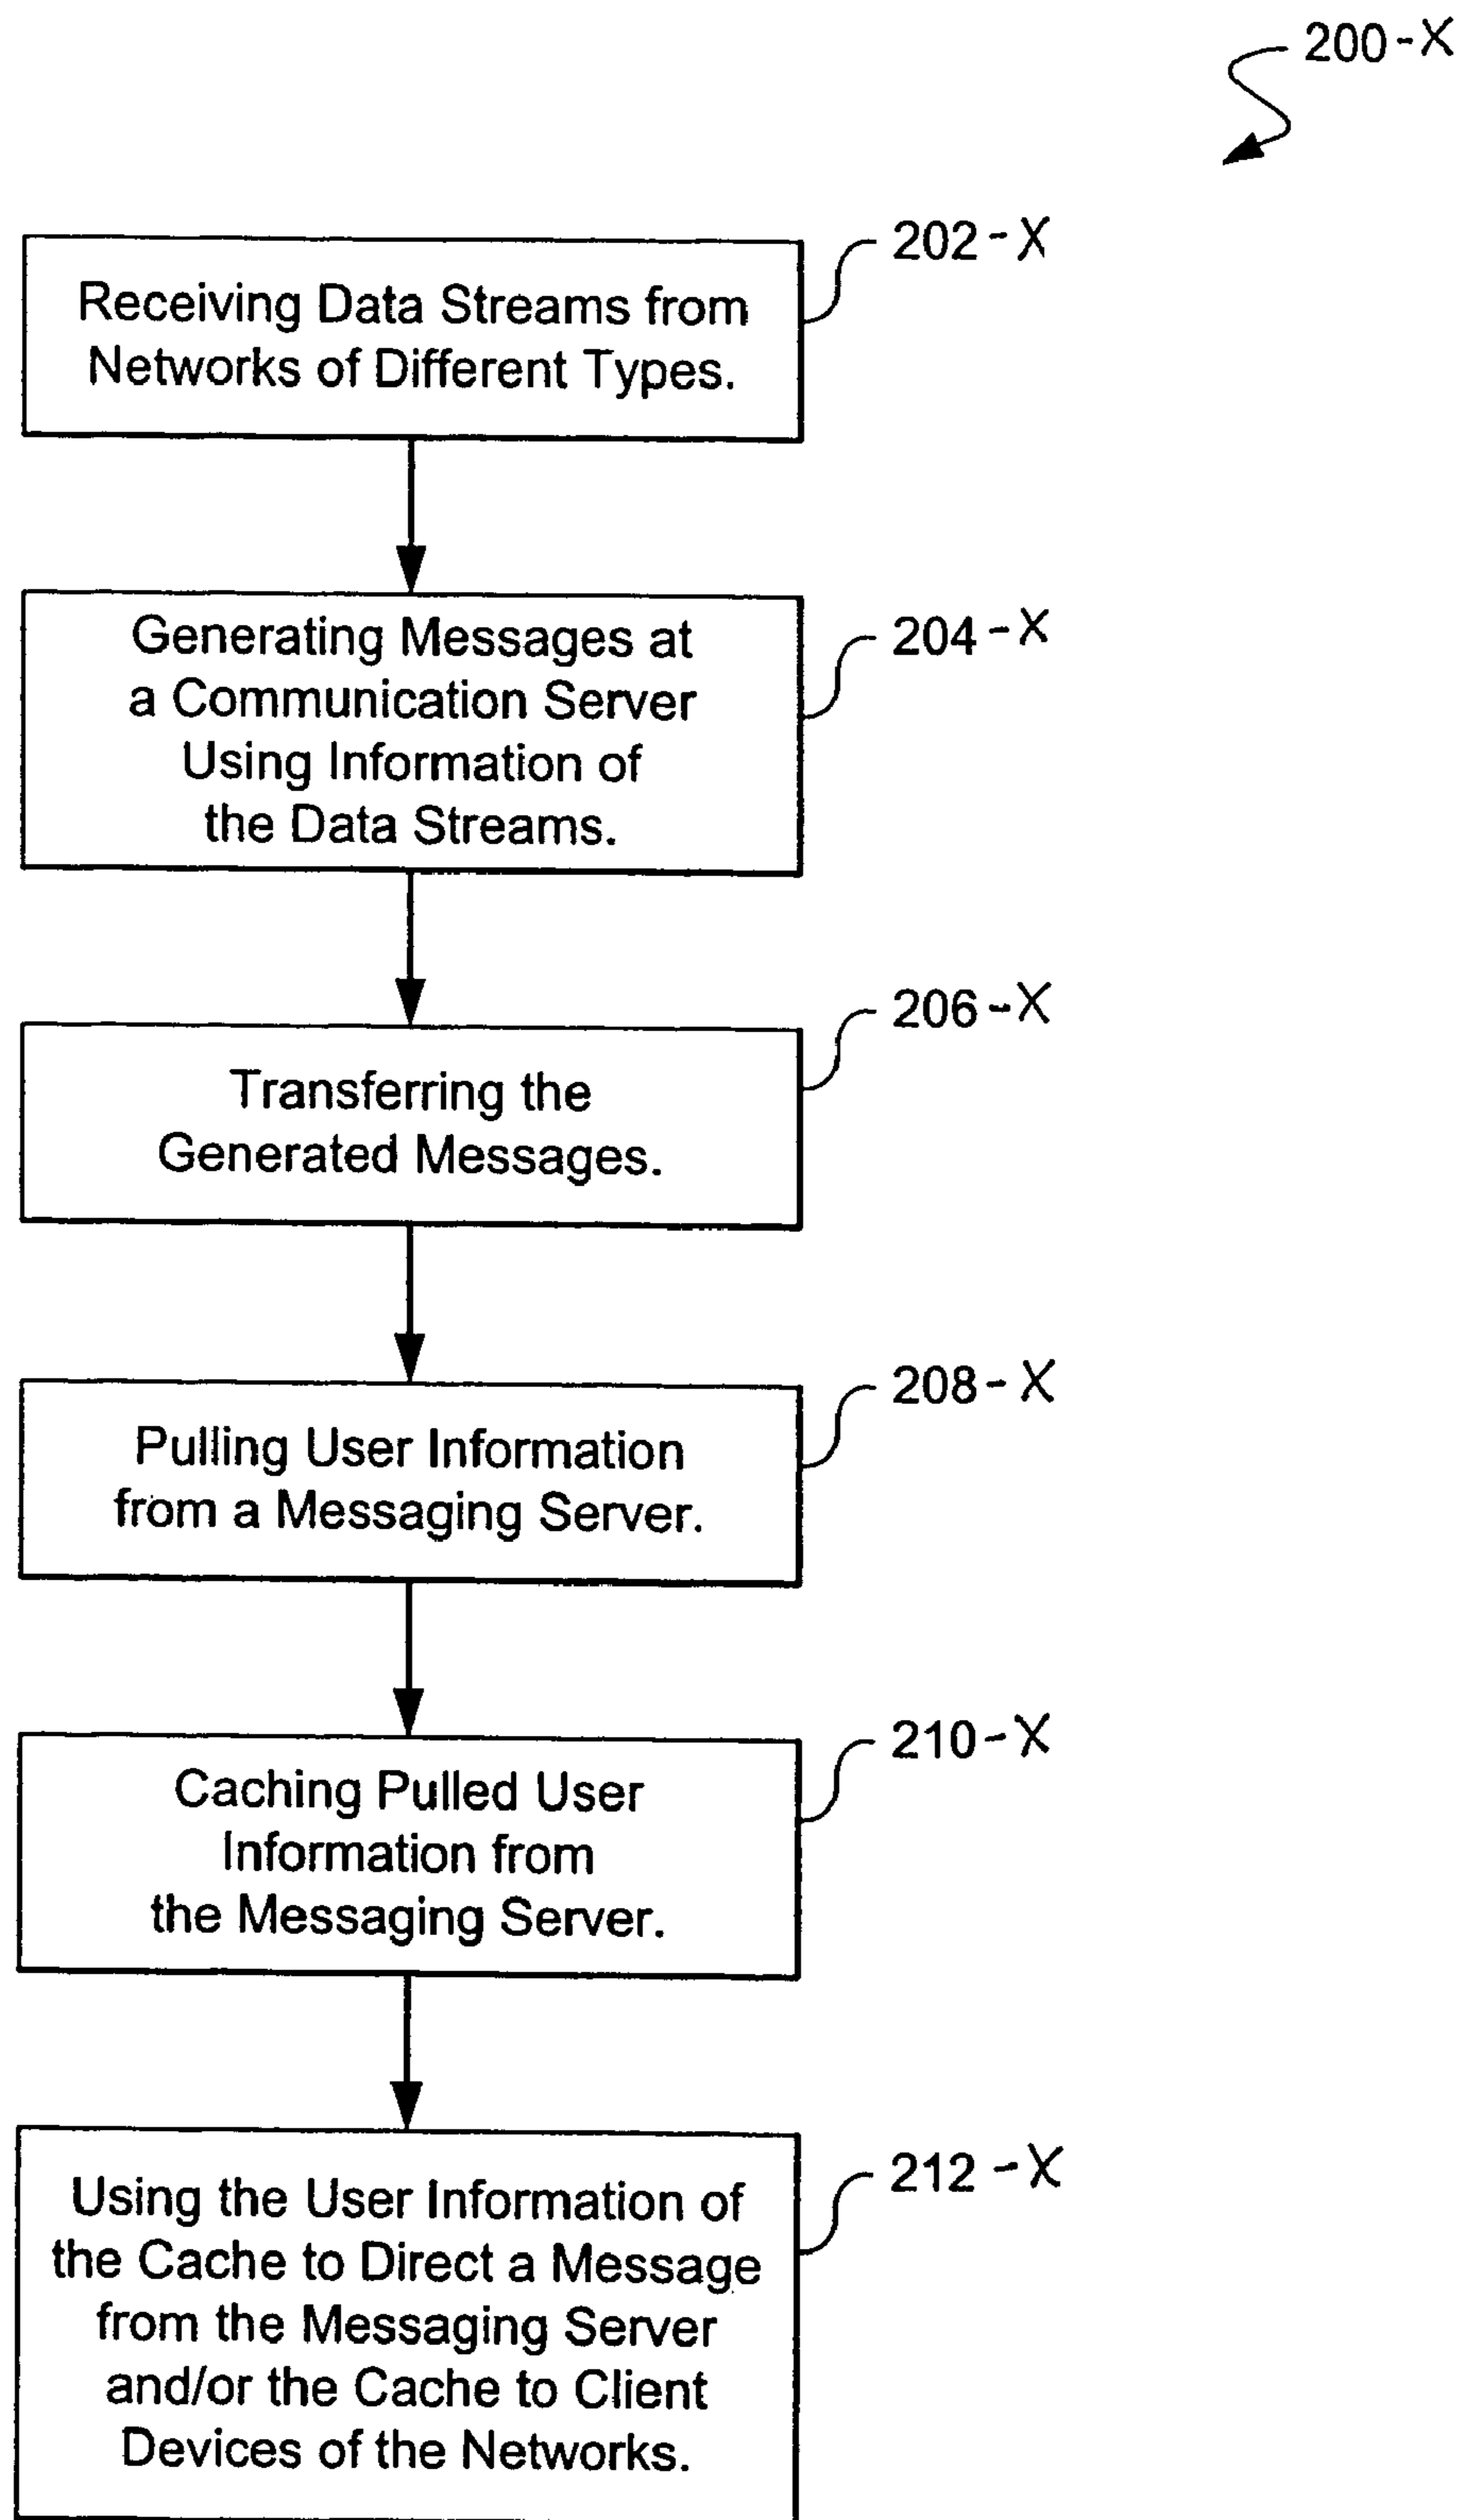 200-X
202-X
Receiving Data Streams from
Networks of Different Types.
204-X
Generating Messages at
a Communication Server
Using Information of
the Data Streams.
206-X
Transferring the
Generated Messages.
208-X
Pulling User Information
from a Messaging Server.
210-X
Caching Pulled User
Information from
the Messaging Server.
212-X
Using the User Information of
the Cache to Direct a Message
from the Messaging Server
and/or the Cache to Client
Devices of the Networks.